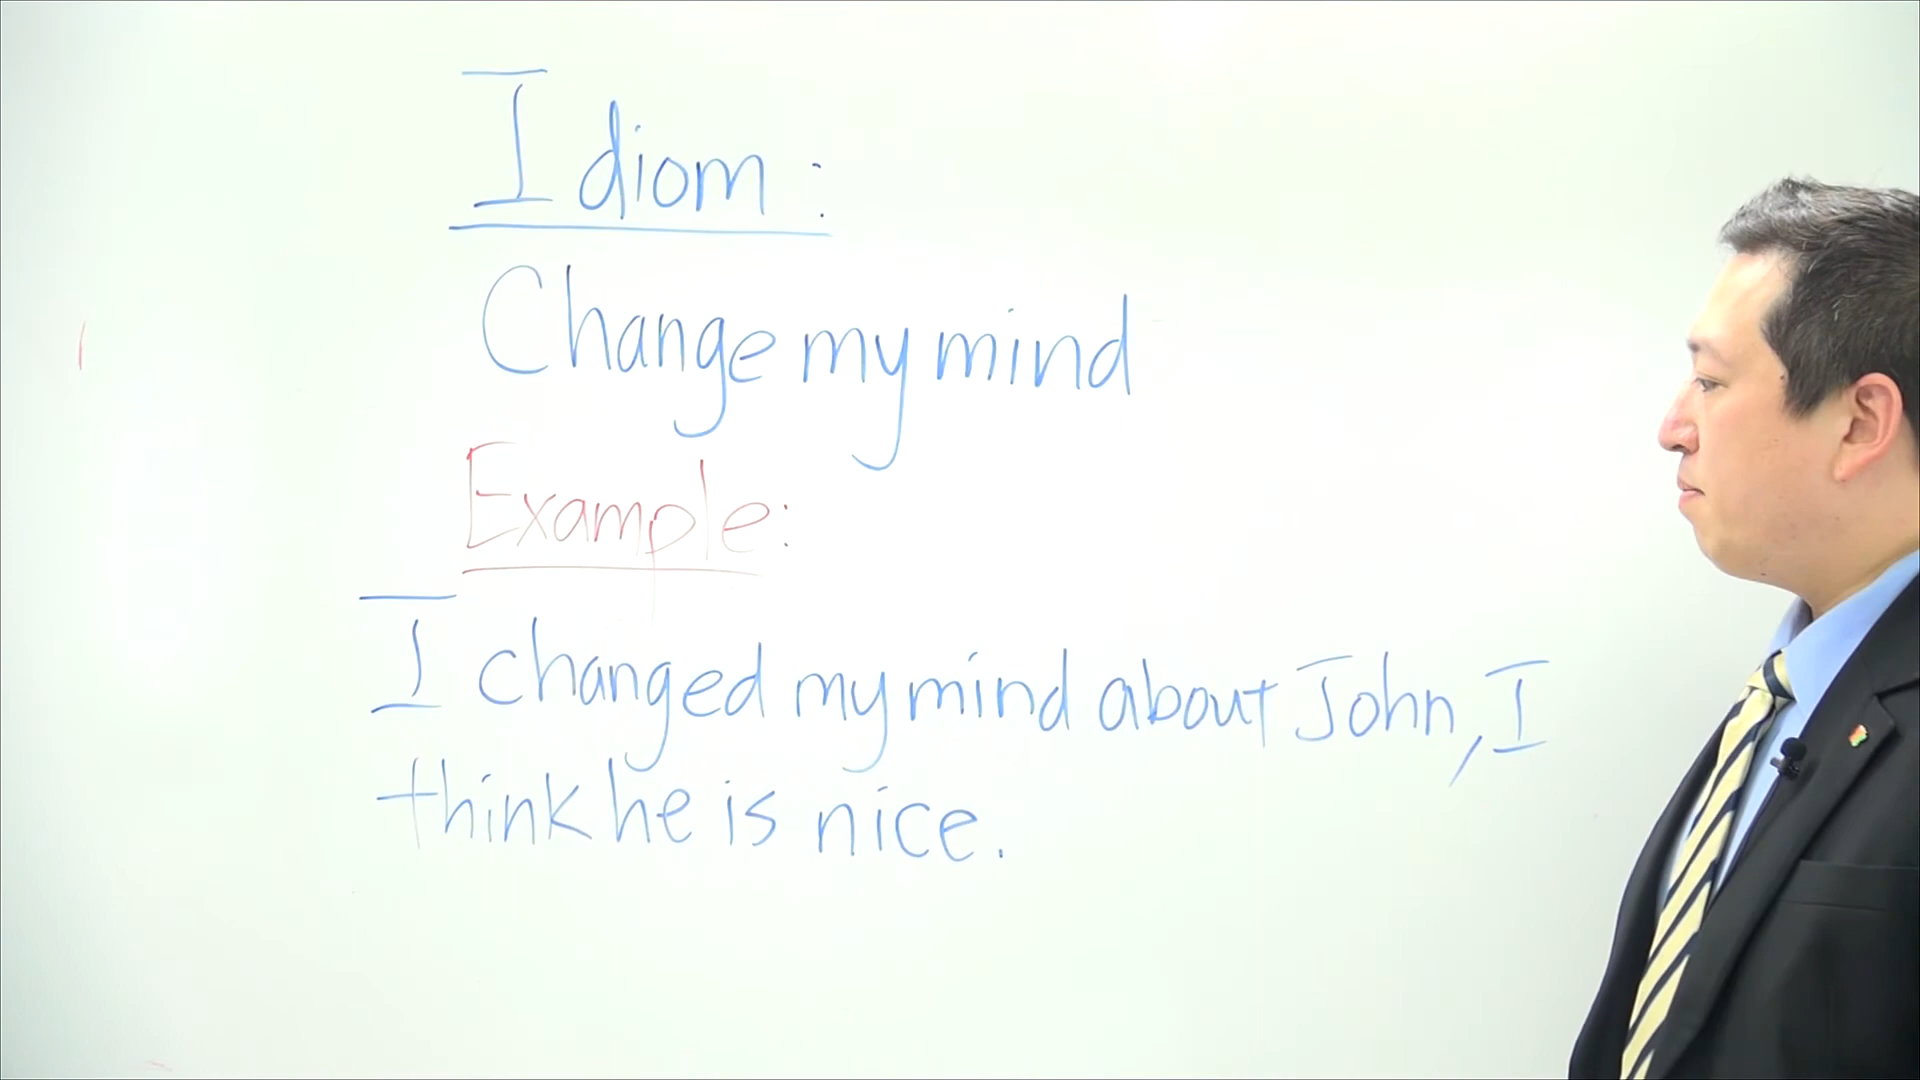 Idiom:
Change my mind
Example:
I changed my mind about John, I
think he is nice.